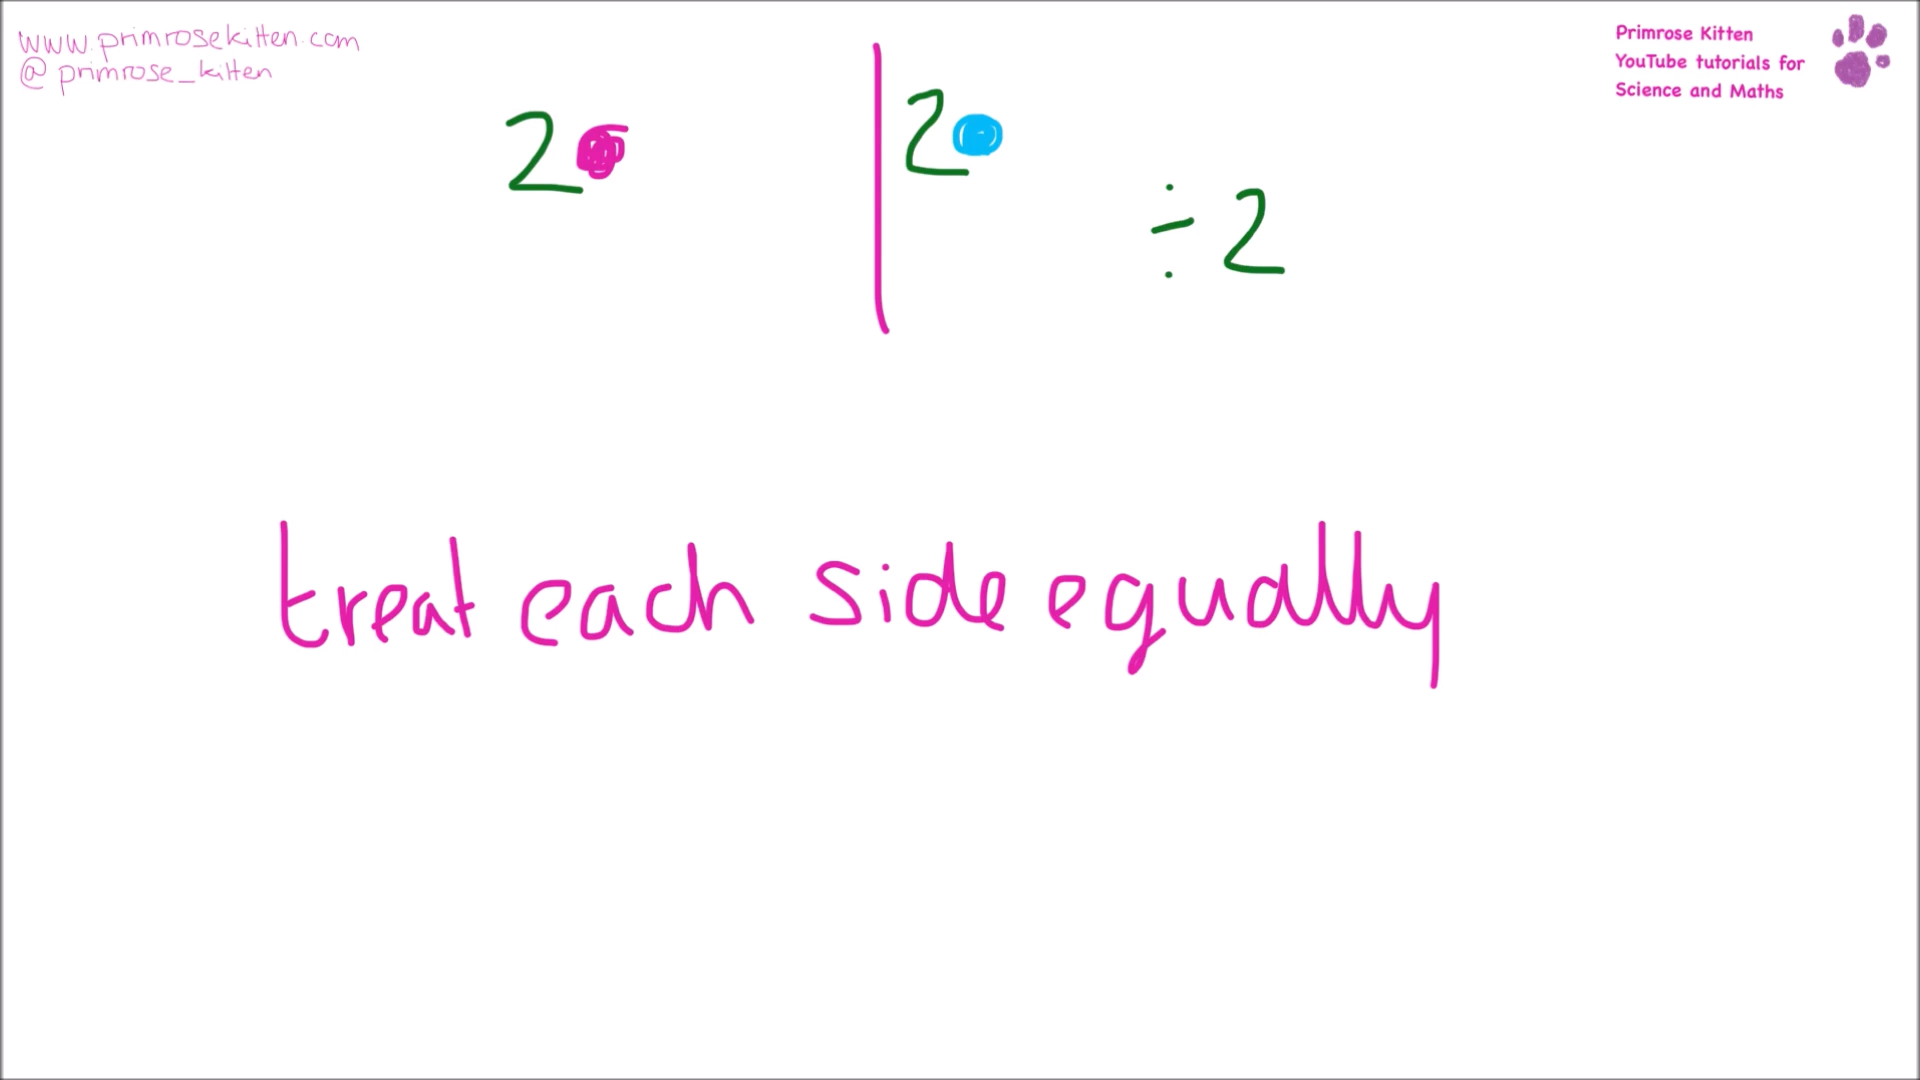 www.primrosekitten.com
@primrose_kitten
Primrose Kitten
YouTube tutorials for
Science and Maths
2 2
÷ 2
treat each side equally